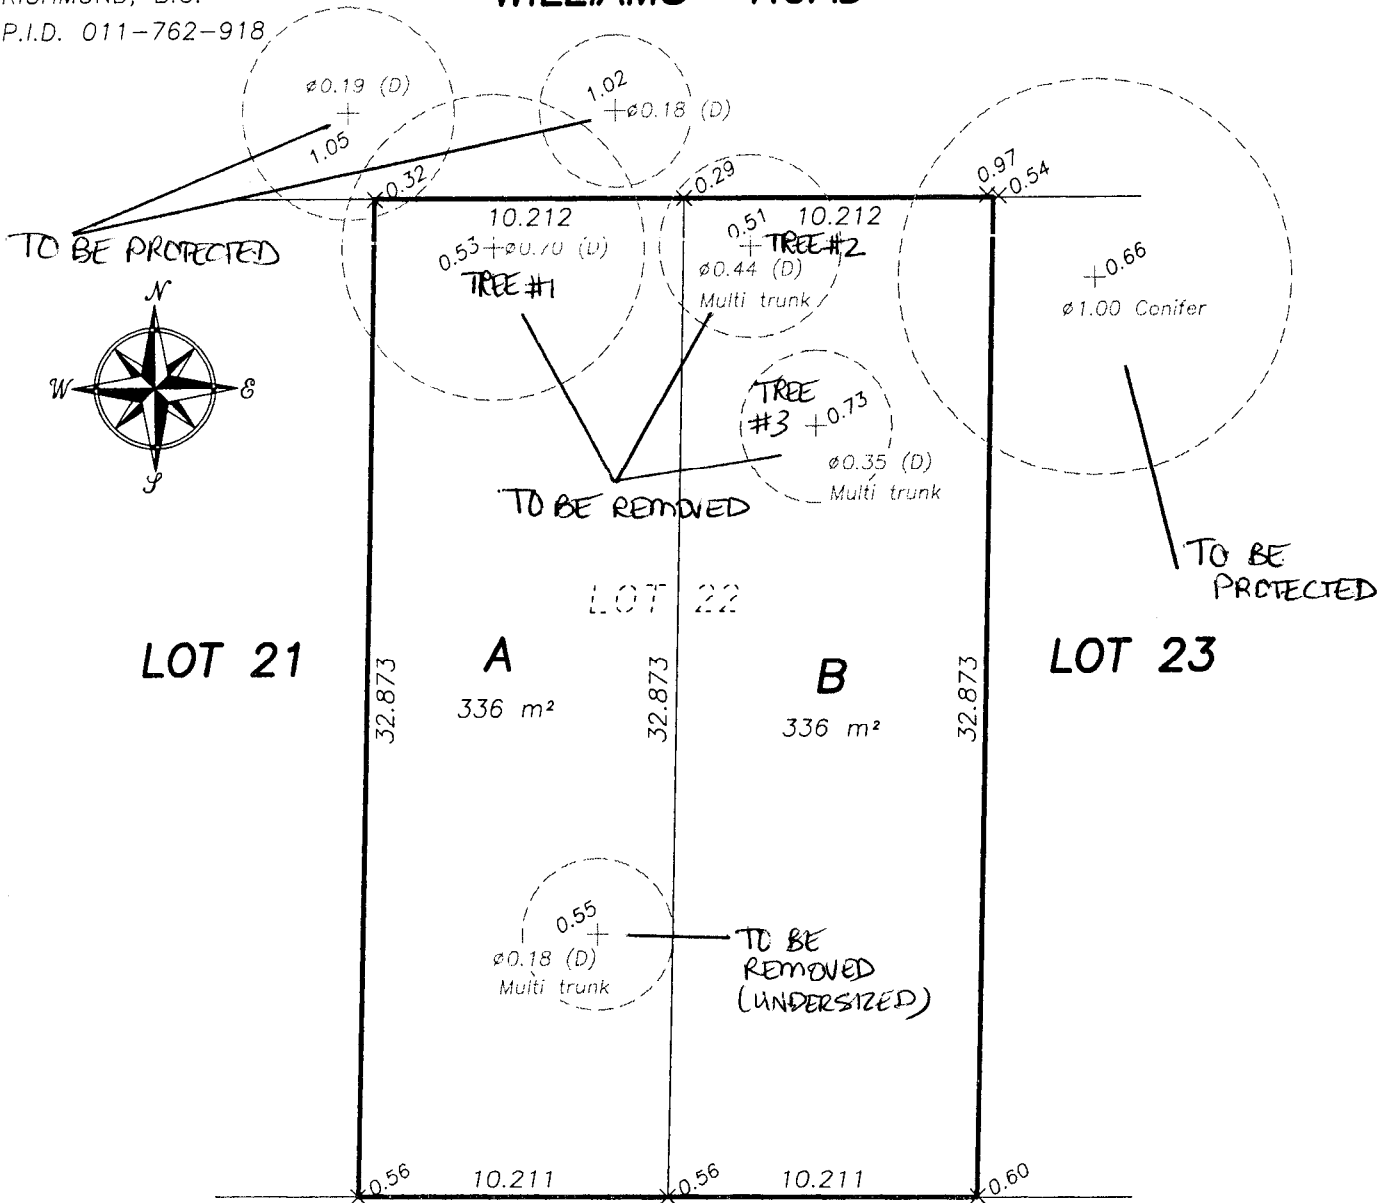 P.I.D. 011-762-918
ø0.19 (D)
1.05
1.02
ø0.18 (D)
0.32
0.29
0.97
0.54
10.212
10.212
TO BE PROTECTED
0.53
ø0.70 (D)
TREE #1
0.51
TREE #2
ø0.44 (D)
Multi trunk
0.66
ø1.00 Conifer
N
W
E
S
TREE
#3
0.73
ø0.35 (D)
Multi trunk
TO BE REMOVED
TO BE
PROTECTED
LOT 22
LOT 21
A
336 m²
B
336 m²
LOT 23
32.873
32.873
32.873
0.55
ø0.18 (D)
Multi trunk
TO BE
REMOVED
(UNDERSIZED)
0.56
10.211
0.56
10.211
0.60